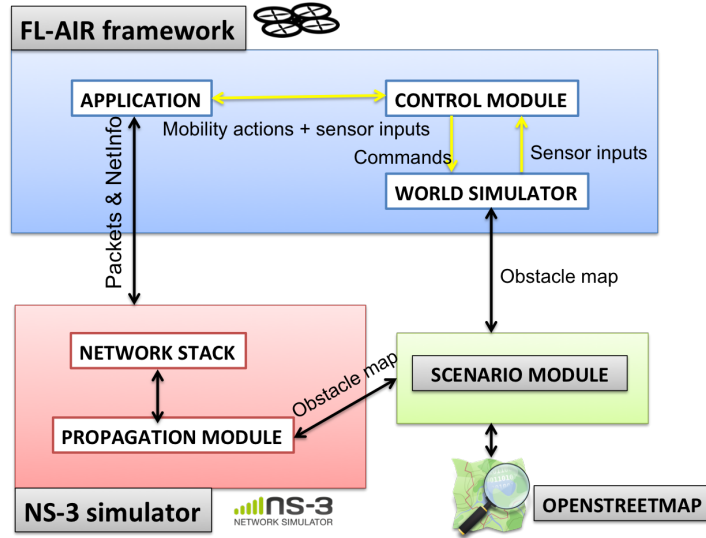 FL-AIR framework
APPLICATION
CONTROL MODULE
Mobility actions + sensor inputs
Commands
Sensor inputs
WORLD SIMULATOR
Packets & NetInfo
Obstacle map
NETWORK STACK
Obstacle map
SCENARIO MODULE
PROPAGATION MODULE
NS-3 simulator
ns-3
NETWORK SIMULATOR
OPENSTREETMAP